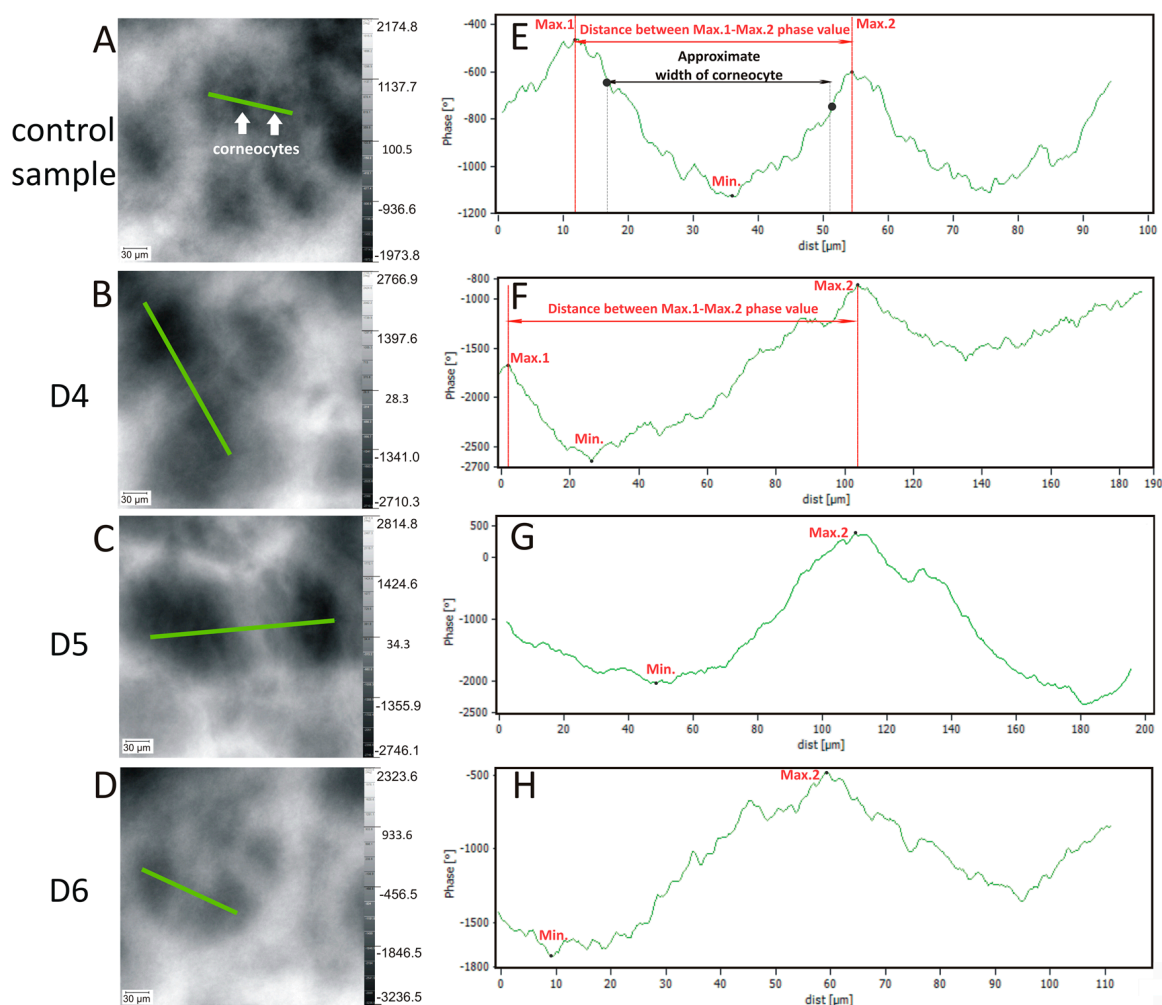 A
control
sample
corneocytes
30 µm
2174.8
1137.7
100.5
-936.6
-1973.8
E
Max.1
Distance between Max.1-Max.2 phase value
Max.2
Approximate
width of corneocyte
Min.
Phase [°]
-400
-600
-800
-1000
-1200
0 10 20 30 40 50 60 70 80 90 100
dist [µm]
B
D4
30 µm
2766.9
1397.6
28.3
-1341.0
-2710.3
F
Max.2
Distance between Max.1-Max.2 phase value
Max.1
Min.
Phase [°]
-800
-1000
-1500
-2000
-2500
-2700
0 20 40 60 80 100 120 140 160 180 190
dist [µm]
C
D5
30 µm
2814.8
1424.6
34.3
-1355.9
-2746.1
G
Max.2
Min.
Phase [°]
500
0
-1000
-2000
-2500
0 20 40 60 80 100 120 140 160 180 200
dist [µm]
D
D6
30 µm
2323.6
933.6
-456.5
-1846.5
-3236.5
H
Max.2
Min.
Phase [°]
-500
-1000
-1500
-1800
0 10 20 30 40 50 60 70 80 90 100 110
dist [µm]